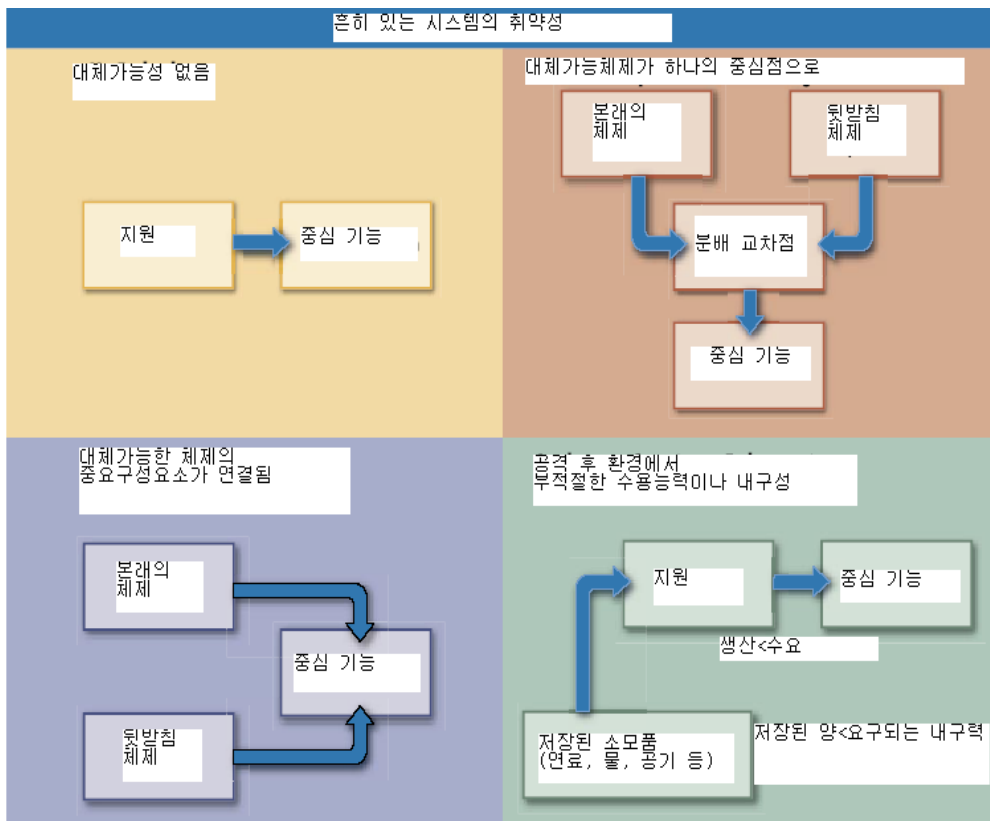 흔히 있는 시스템의 취약성
대체가능성 없음
지원
중심 기능
대체가능체제가 하나의 중심점으로
본래의
체제
뒷받침
체제
분배 교차점
중심 기능
대체가능한 체제의
중요구성요소가 연결됨
본래의
체제
중심 기능
뒷받침
체제
공격 후 환경에서
부적절한 수용능력이나 내구성
지원
중심 기능
생산<수요
저장된 소모품
(연료, 물, 공기 등)
저장된 양<요구되는 내구력